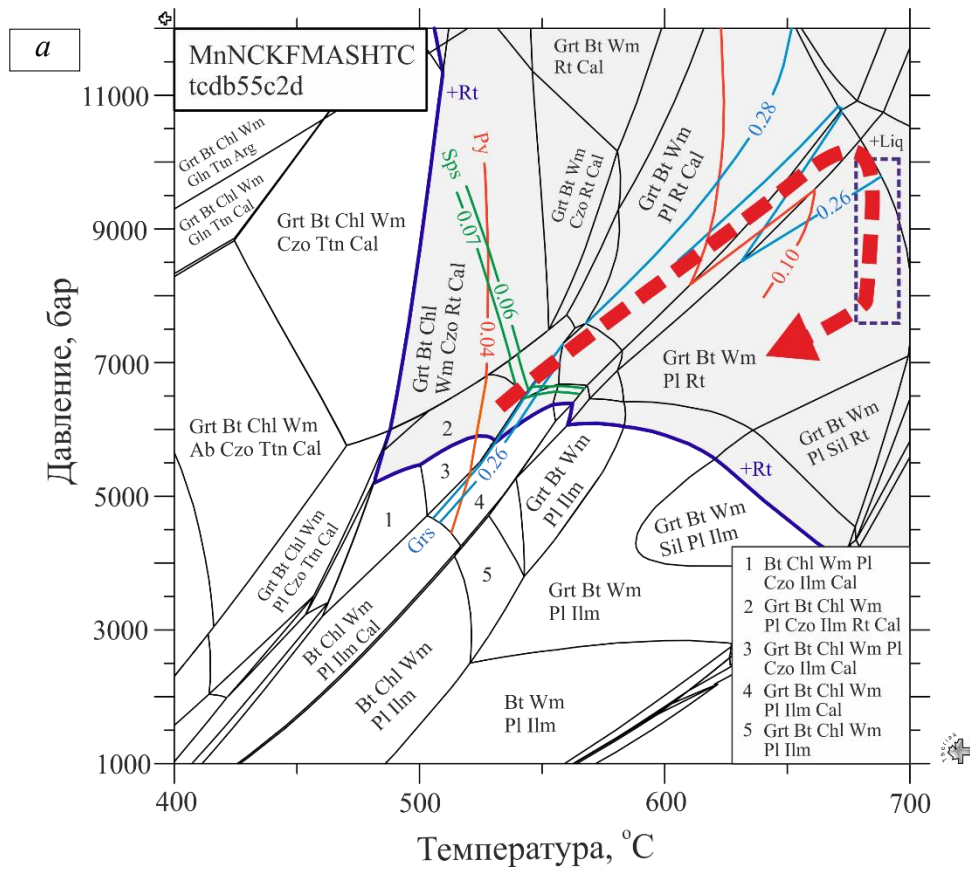 a
MnNCKFMASHTC
tcdb55c2d
Давление, бар
11000
9000
7000
5000
3000
1000
400
500
600
700
Температура, °C
Grt Bt Chl Wm
Gln Ttn Arg
Grt Bt Chl Wm
Gln Ttn Cal
Grt Bt Chl Wm
Czo Ttn Cal
Grt Bt Chl Wm
Ab Czo Ttn Cal
Grt Bt Chl Wm
Pl Czo Ttn Cal
+Rt
Grt Bt Chl
Wm Czo Rt Cal
Sps
0.07
0.06
Py
0.04
Grt Bt Wm
Rt Cal
Grt Bt Wm
Czo Rt Cal
Grt Bt Wm
Pl Rt Cal
0.28
+Liq
0.26
0.10
Grt Bt Wm
Pl Rt
Grt Bt Wm
Pl Sil Rt
+Rt
Grt Bt Wm
Sil Pl Ilm
Grt Bt Wm
Pl Ilm
2
3
1
4
5
0.26
Grs
Grt Bt Wm
Pl Ilm
Bt Chl Wm
Pl Ilm Cal
Bt Chl Wm
Pl Ilm
Bt Wm
Pl Ilm
1 Bt Chl Wm Pl
Czo Ilm Cal
2 Grt Bt Chl Wm
Pl Czo Ilm Rt Cal
3 Grt Bt Chl Wm Pl
Czo Ilm Cal
4 Grt Bt Chl Wm
Pl Ilm Cal
5 Grt Bt Chl Wm
Pl Ilm